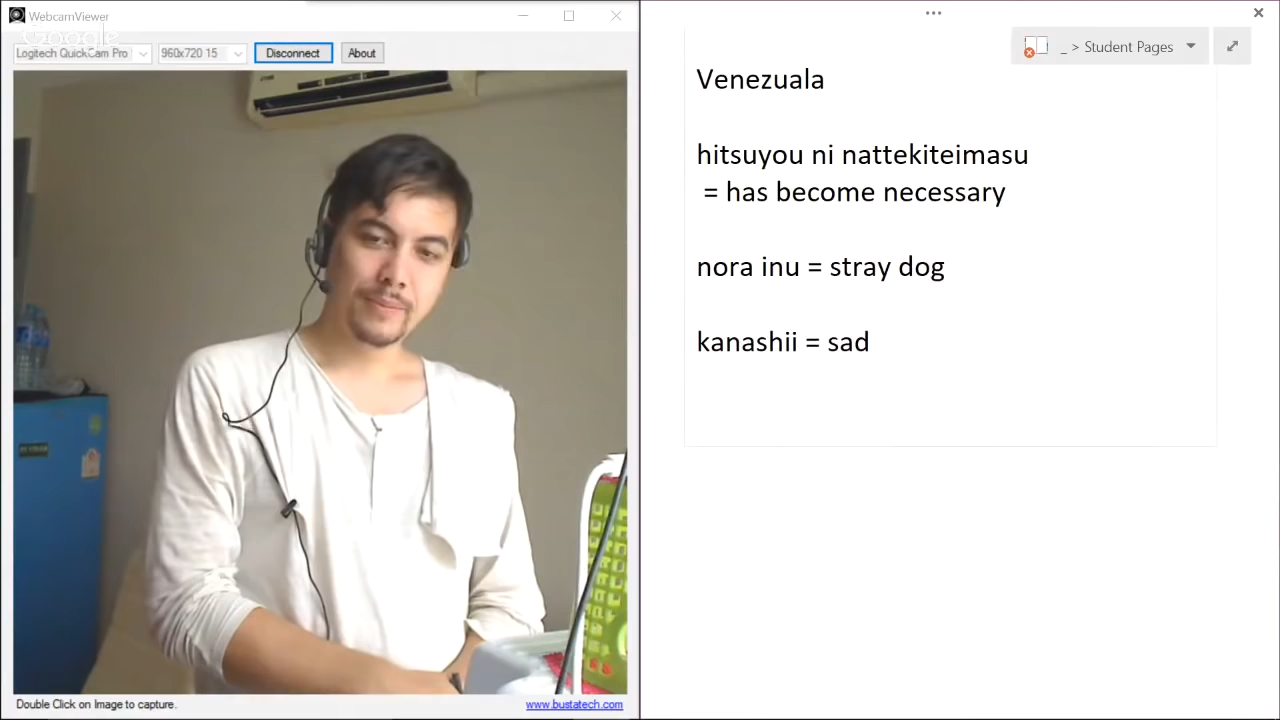 WebcamViewer
Google
Logitech QuickCam Pro
960x720 15
Disconnect
About
Double Click on Image to capture.
www.bustatech.com
_ > Student Pages
Venezuala
hitsuyou ni nattekiteimasu
= has become necessary
nora inu = stray dog
kanashii = sad